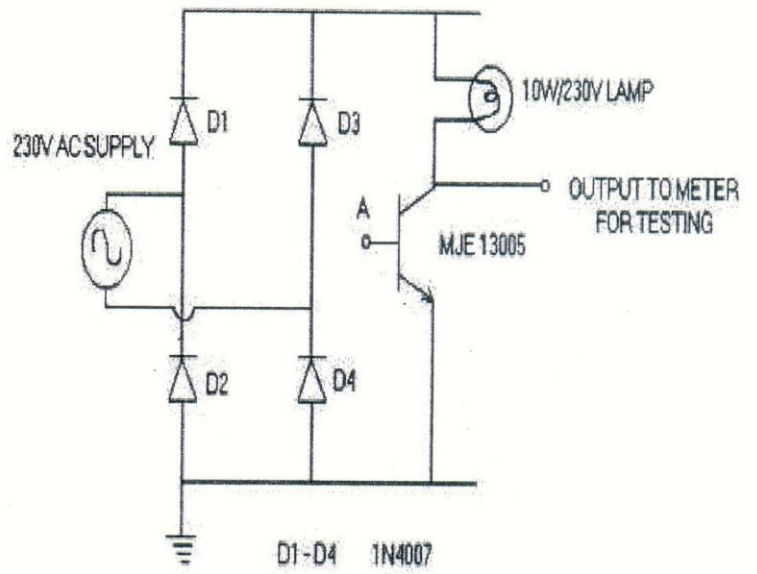 10W/230V LAMP
D1
D3
230V AC SUPPLY
OUTPUT TO METER
FOR TESTING
A
MJE 13005
D2
D4
D1-D4 1N4007